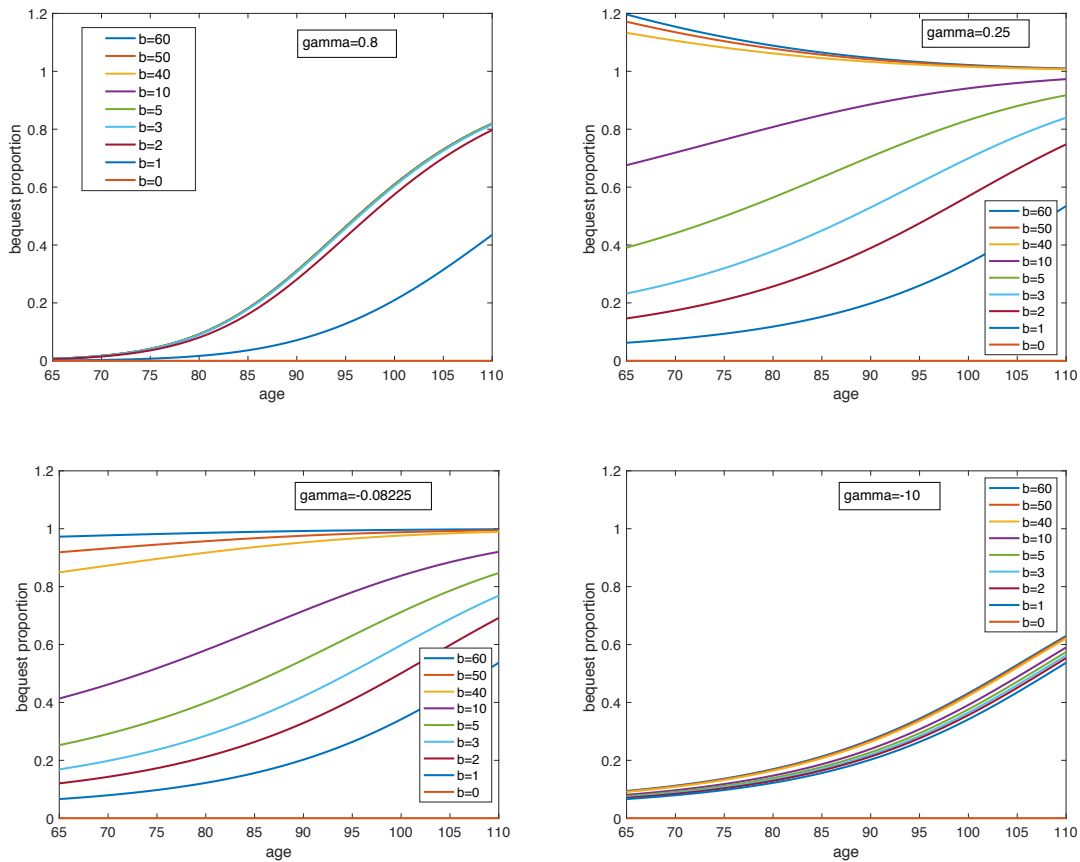 1.2
1
0.8
0.6
0.4
0.2
0
bequest proportion
b=60
b=50
b=40
b=10
b=5
b=3
b=2
b=1
b=0
gamma=0.8
65 70 75 80 85 90 95 100 105 110
age
1.2
1
0.8
0.6
0.4
0.2
0
bequest proportion
gamma=0.25
b=60
b=50
b=40
b=10
b=5
b=3
b=2
b=1
b=0
65 70 75 80 85 90 95 100 105 110
age
1.2
1
0.8
0.6
0.4
0.2
0
bequest proportion
gamma=-0.08225
b=60
b=50
b=40
b=10
b=5
b=3
b=2
b=1
b=0
65 70 75 80 85 90 95 100 105 110
age
1.2
1
0.8
0.6
0.4
0.2
0
bequest proportion
gamma=-10
b=60
b=50
b=40
b=10
b=5
b=3
b=2
b=1
b=0
65 70 75 80 85 90 95 100 105 110
age